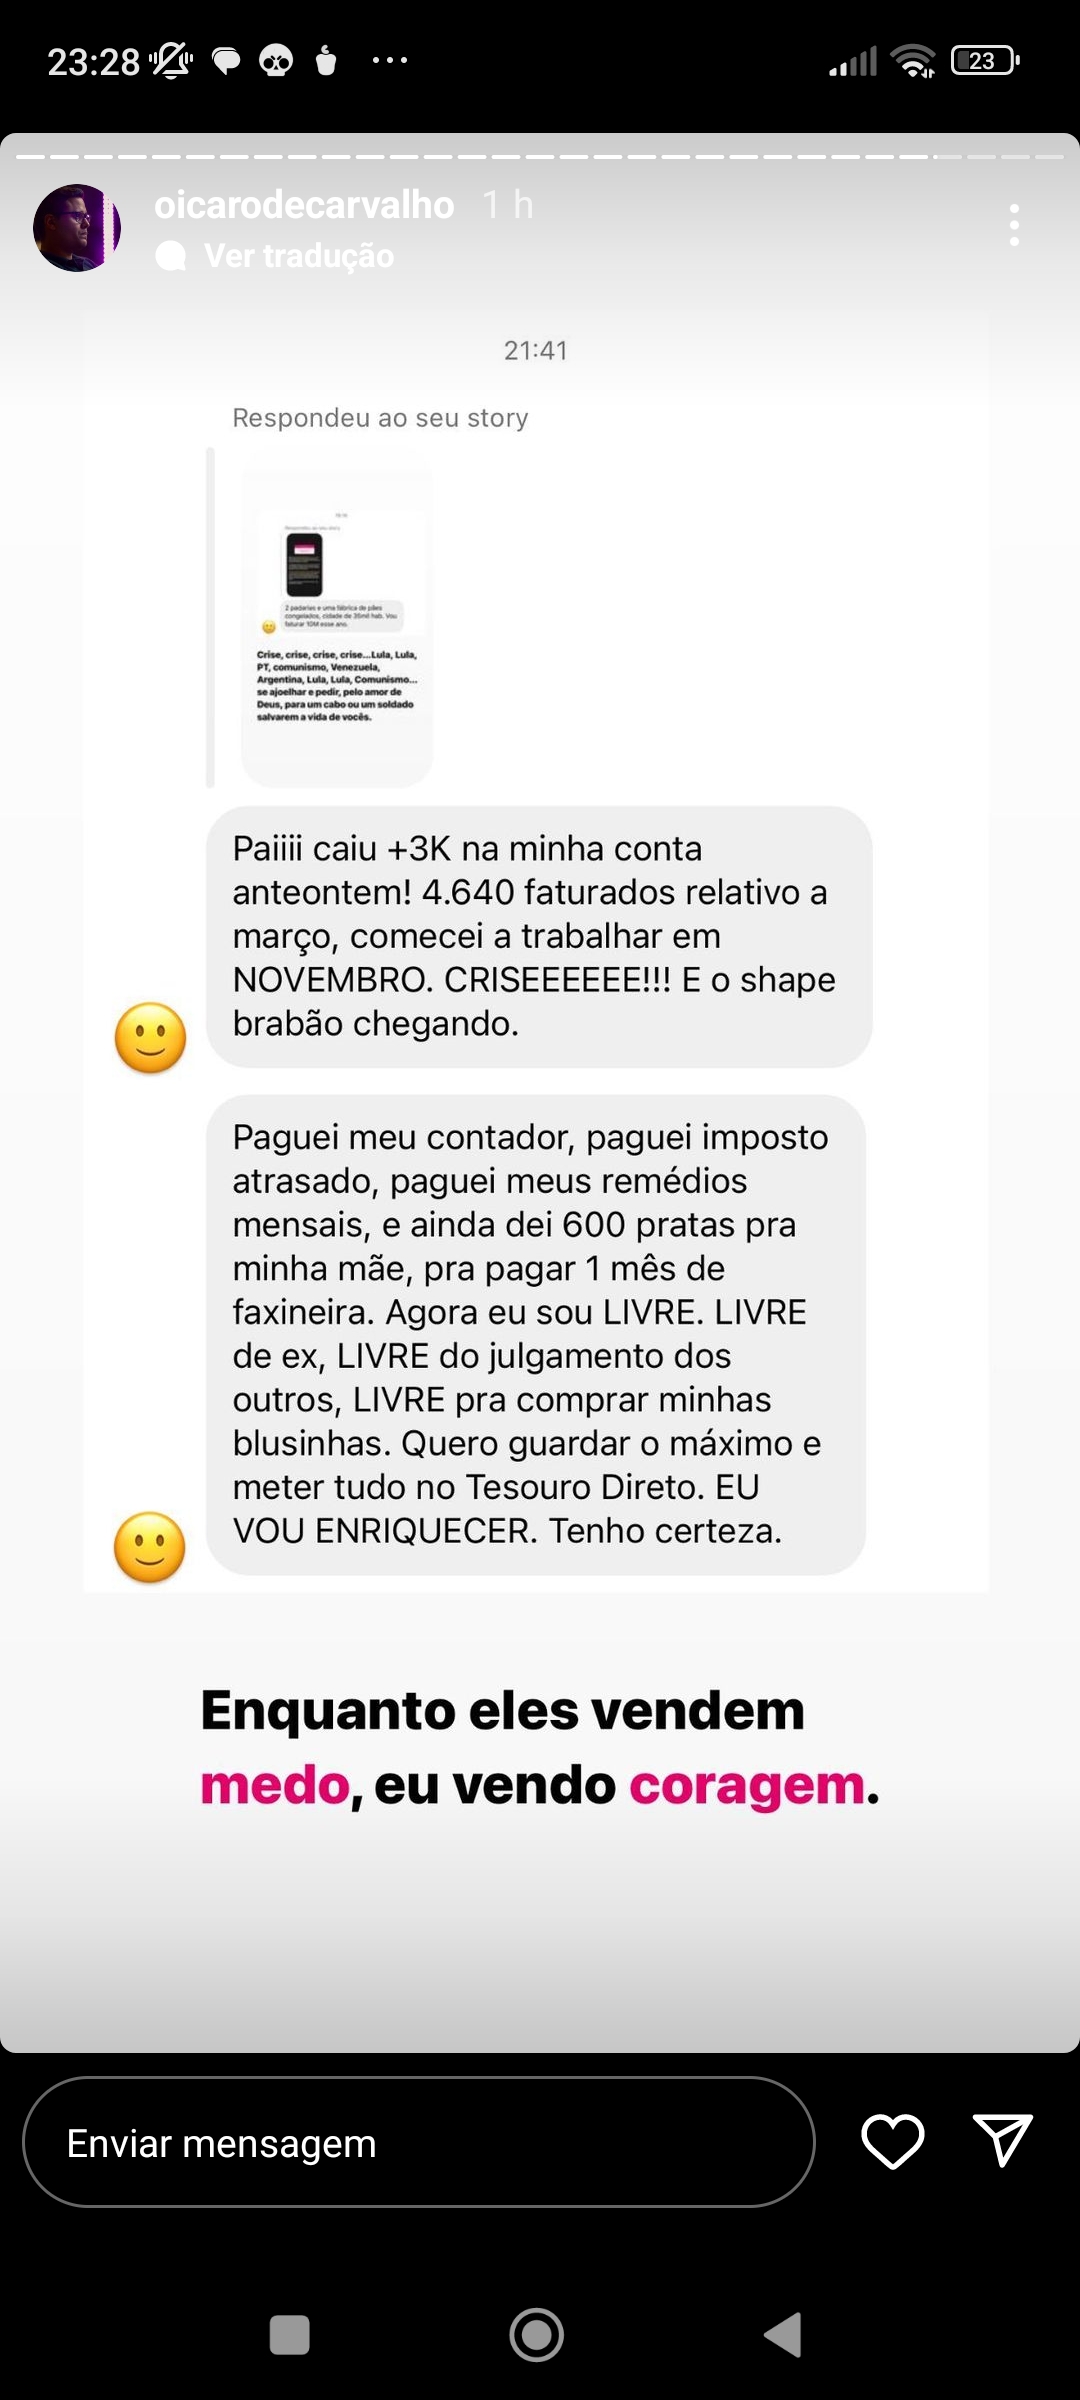 23:28
23
oicarodecarvalho 1 h
Ver tradução
21:41
Respondeu ao seu story
2 padarias e uma fábrica de pães
congelados, cidade de 35mil hab. Vou
faturar 10M esse ano.
Crise, crise, crise, crise...Lula, Lula,
PT, comunismo, Venezuela,
Argentina, Lula, Lula, Comunismo...
se ajoelhar e pedir, pelo amor de
Deus, para um cabo ou um soldado
salvarem a vida de vocês.
Paiiii caiu +3K na minha conta
anteontem! 4.640 faturados relativo a
março, comecei a trabalhar em
NOVEMBRO. CRISEEEEEE!!! E o shape
brabão chegando.
Paguei meu contador, paguei imposto
atrasado, paguei meus remédios
mensais, e ainda dei 600 pratas pra
minha mãe, pra pagar 1 mês de
faxineira. Agora eu sou LIVRE. LIVRE
de ex, LIVRE do julgamento dos
outros, LIVRE pra comprar minhas
blusinhas. Quero guardar o máximo e
meter tudo no Tesouro Direto. EU
VOU ENRIQUECER. Tenho certeza.
Enquanto eles vendem
medo, eu vendo coragem.
Enviar mensagem